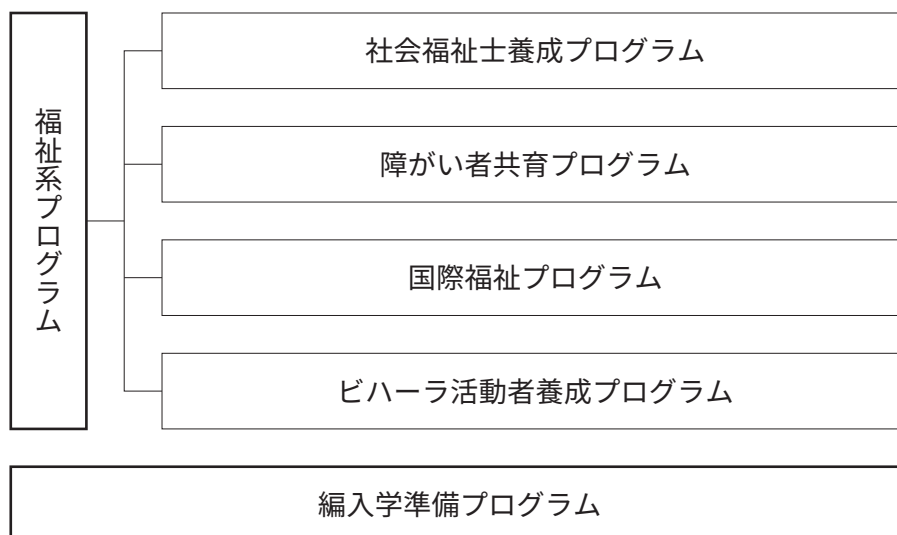 福祉系プログラム
社会福祉士養成プログラム
障がい者共育プログラム
国際福祉プログラム
ビハーラ活動者養成プログラム
編入学準備プログラム